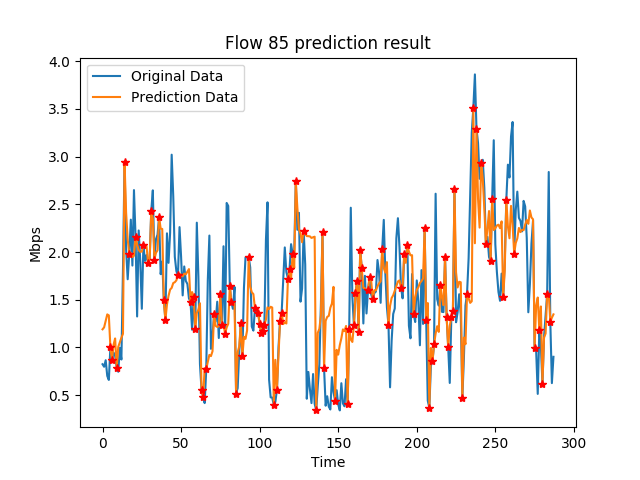 Flow 85 prediction result
Original Data
Prediction Data
Mbps
4.0
3.5
3.0
2.5
2.0
1.5
1.0
0.5
0 50 100 150 200 250 300
Time